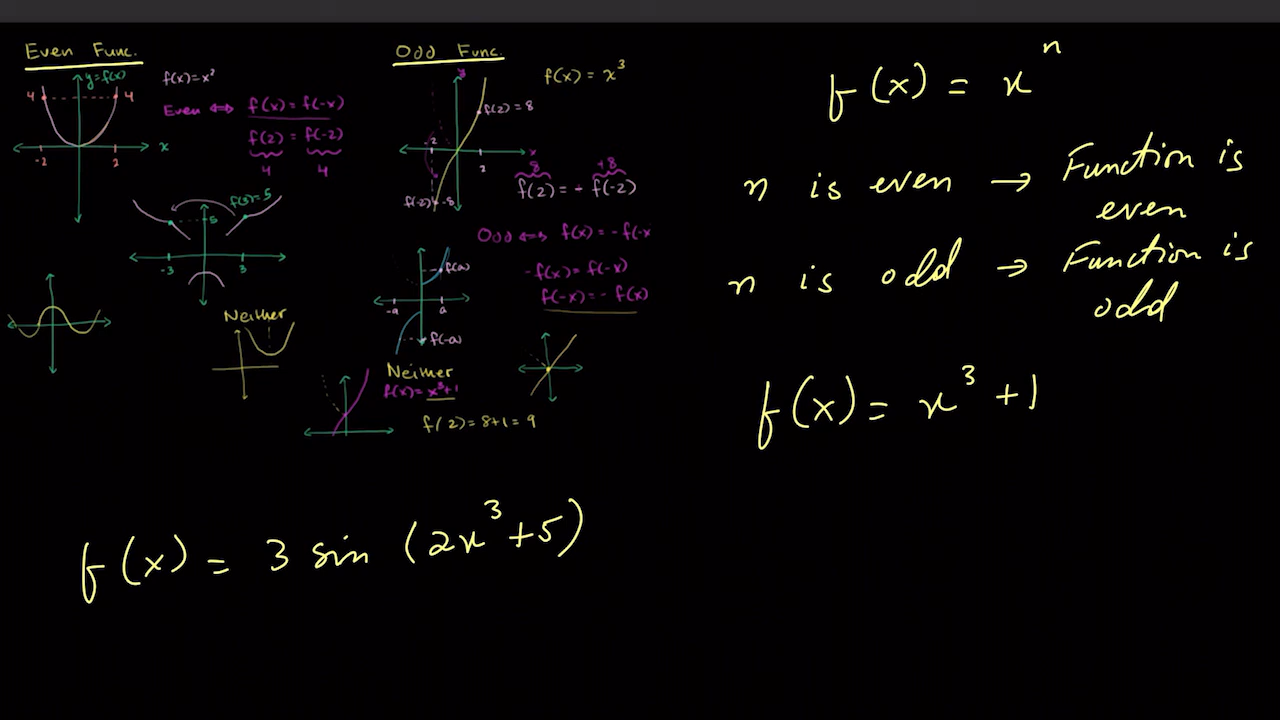 Even Func.
y=f(x)
f(x)=x²
4
4
Even ⟺ f(x) = f(-x)
f(2) = f(-2)
4
4
-2
2
x
f(3)=5
5
-3
3
Neither
Odd Func.
y
f(x) = x³
f(2) = 8
-2
x
2
8
+8
f(2) = - f(-2)
f(-2)=-8
Odd ⟺ f(x) = -f(-x
-f(x) = f(-x)
f(-x) = - f(x)
f(a)
-a
a
f(-a)
Neither
f(x) = x³+1
f(2) = 8+1 = 9
f(x) = xⁿ
n is even → Function is even
n is odd → Function is odd
f(x) = x³ + 1
f(x) = 3 sin (2x³+5)